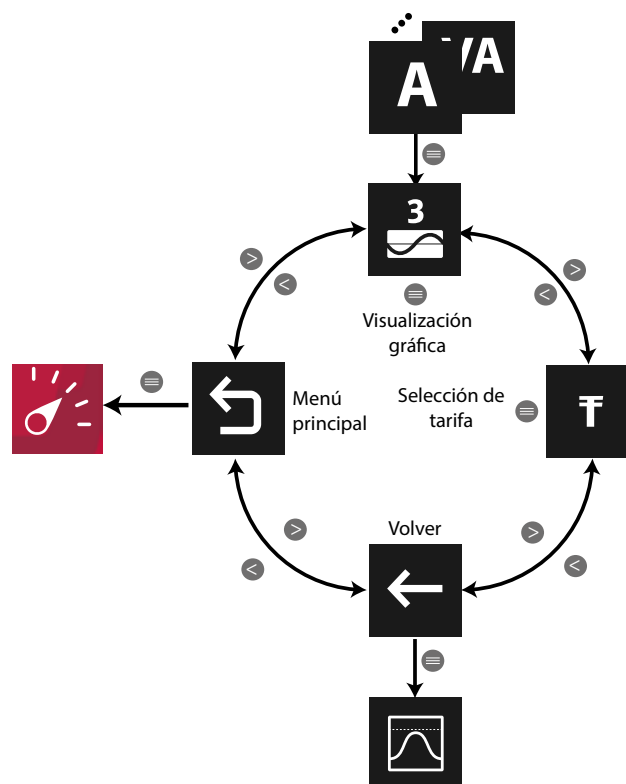 VA
A
3
>
<
>
<
Visualización
gráfica
Menú
principal
Selección de
tarifa
Ŧ
>
<
Volver
>
<